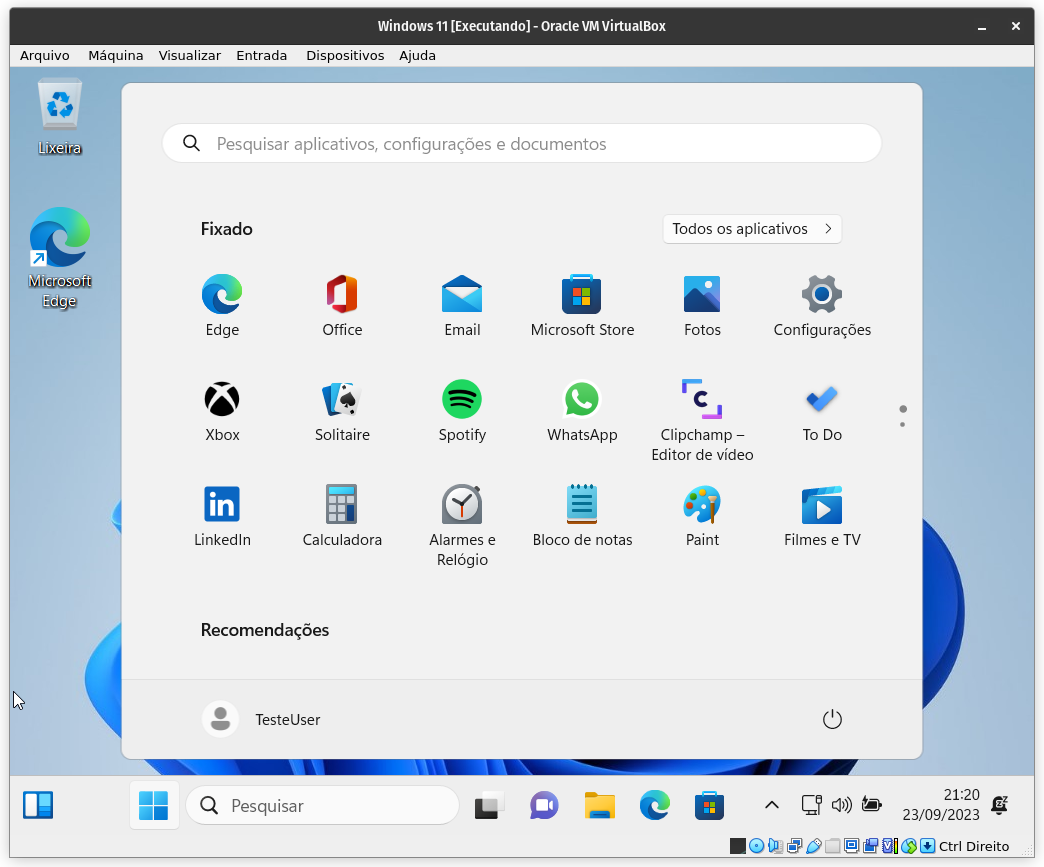 Windows 11 [Executando] - Oracle VM VirtualBox
Arquivo Máquina Visualizar Entrada Dispositivos Ajuda
Lixeira
Microsoft
Edge
Pesquisar aplicativos, configurações e documentos
Fixado
Todos os aplicativos
Edge
Office
Email
Microsoft Store
Fotos
Configurações
Xbox
Solitaire
Spotify
WhatsApp
Clipchamp –
Editor de vídeo
To Do
LinkedIn
Calculadora
Alarmes e
Relógio
Bloco de notas
Paint
Filmes e TV
Recomendações
TesteUser
Pesquisar
21:20
23/09/2023
Ctrl Direito